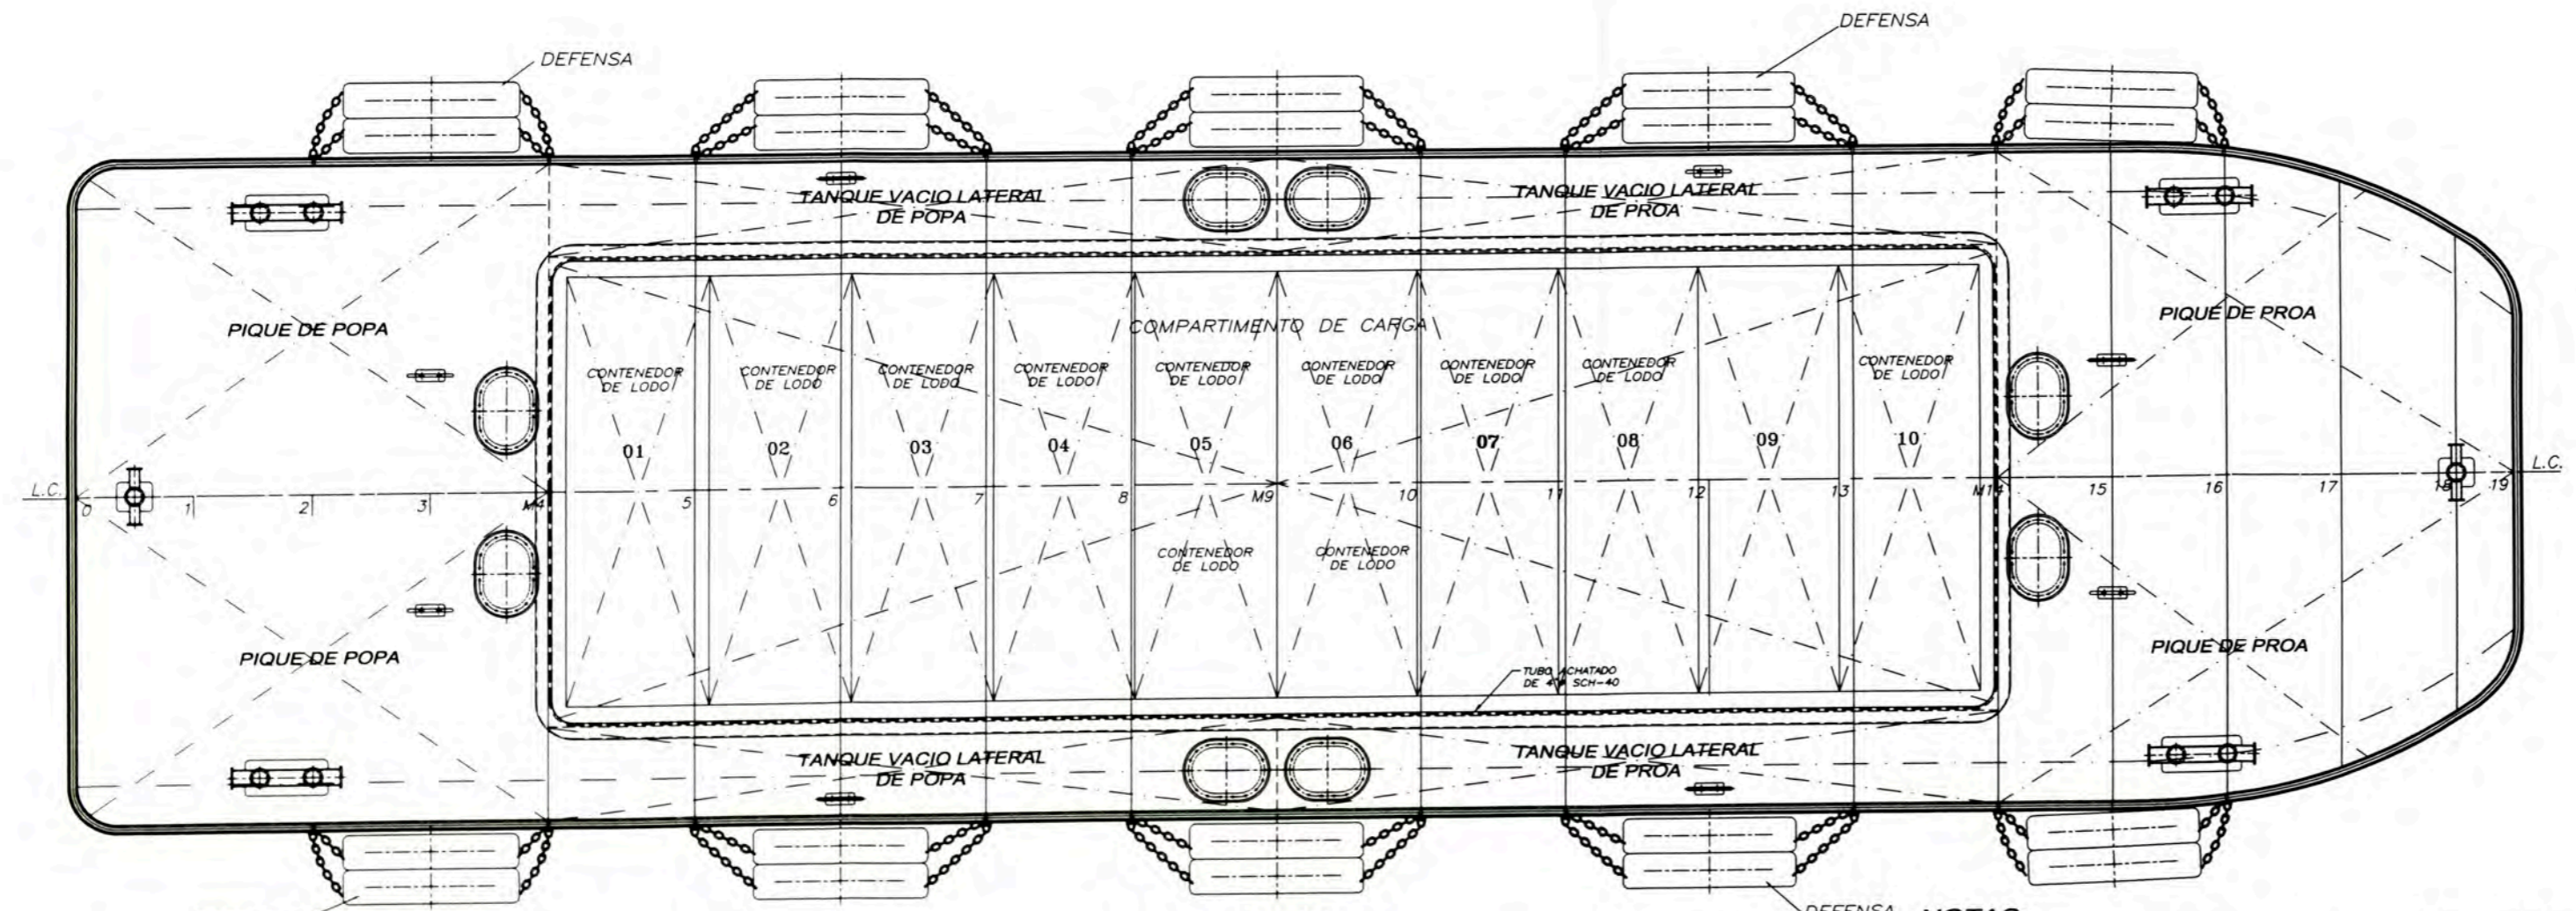 DEFENSA
DEFENSA
TANQUE VACIO LATERAL
DE POPA
TANQUE VACIO LATERAL
DE PROA
PIQUE DE POPA
PIQUE DE PROA
COMPARTIMENTO DE CARGA
CONTENEDOR
DE LODO
CONTENEDOR
DE LODO
CONTENEDOR
DE LODO
CONTENEDOR
DE LODO
CONTENEDOR
DE LODO
CONTENEDOR
DE LODO
CONTENEDOR
DE LODO
CONTENEDOR
DE LODO
CONTENEDOR
DE LODO
01 02 03 04 05 06 07 08 09 10
L.C. L.C.
0 1 2 3 M4 5 6 7 8 M9 10 11 12 13 M14 15 16 17 18 19
CONTENEDOR
DE LODO
CONTENEDOR
DE LODO
PIQUE DE POPA
PIQUE DE PROA
TUBO ACHATADO
DE 4"Ø SCH-40
TANQUE VACIO LATERAL
DE POPA
TANQUE VACIO LATERAL
DE PROA
DEFENSA
NOTAS